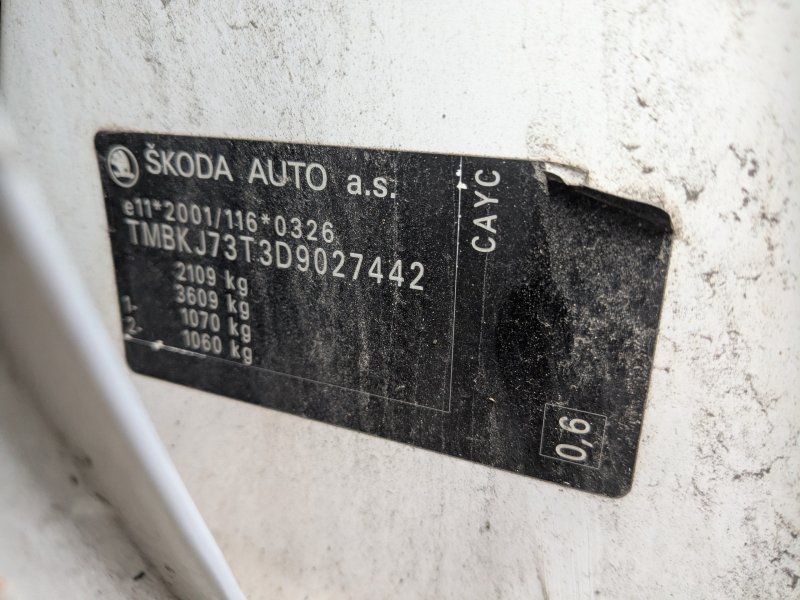 ŠKODA AUTO a.s.
e11*2001/116*0326
TMBKJ73T3D9027442
2109 kg
3609 kg
1- 1070 kg
2- 1060 kg
CAYC
0,6